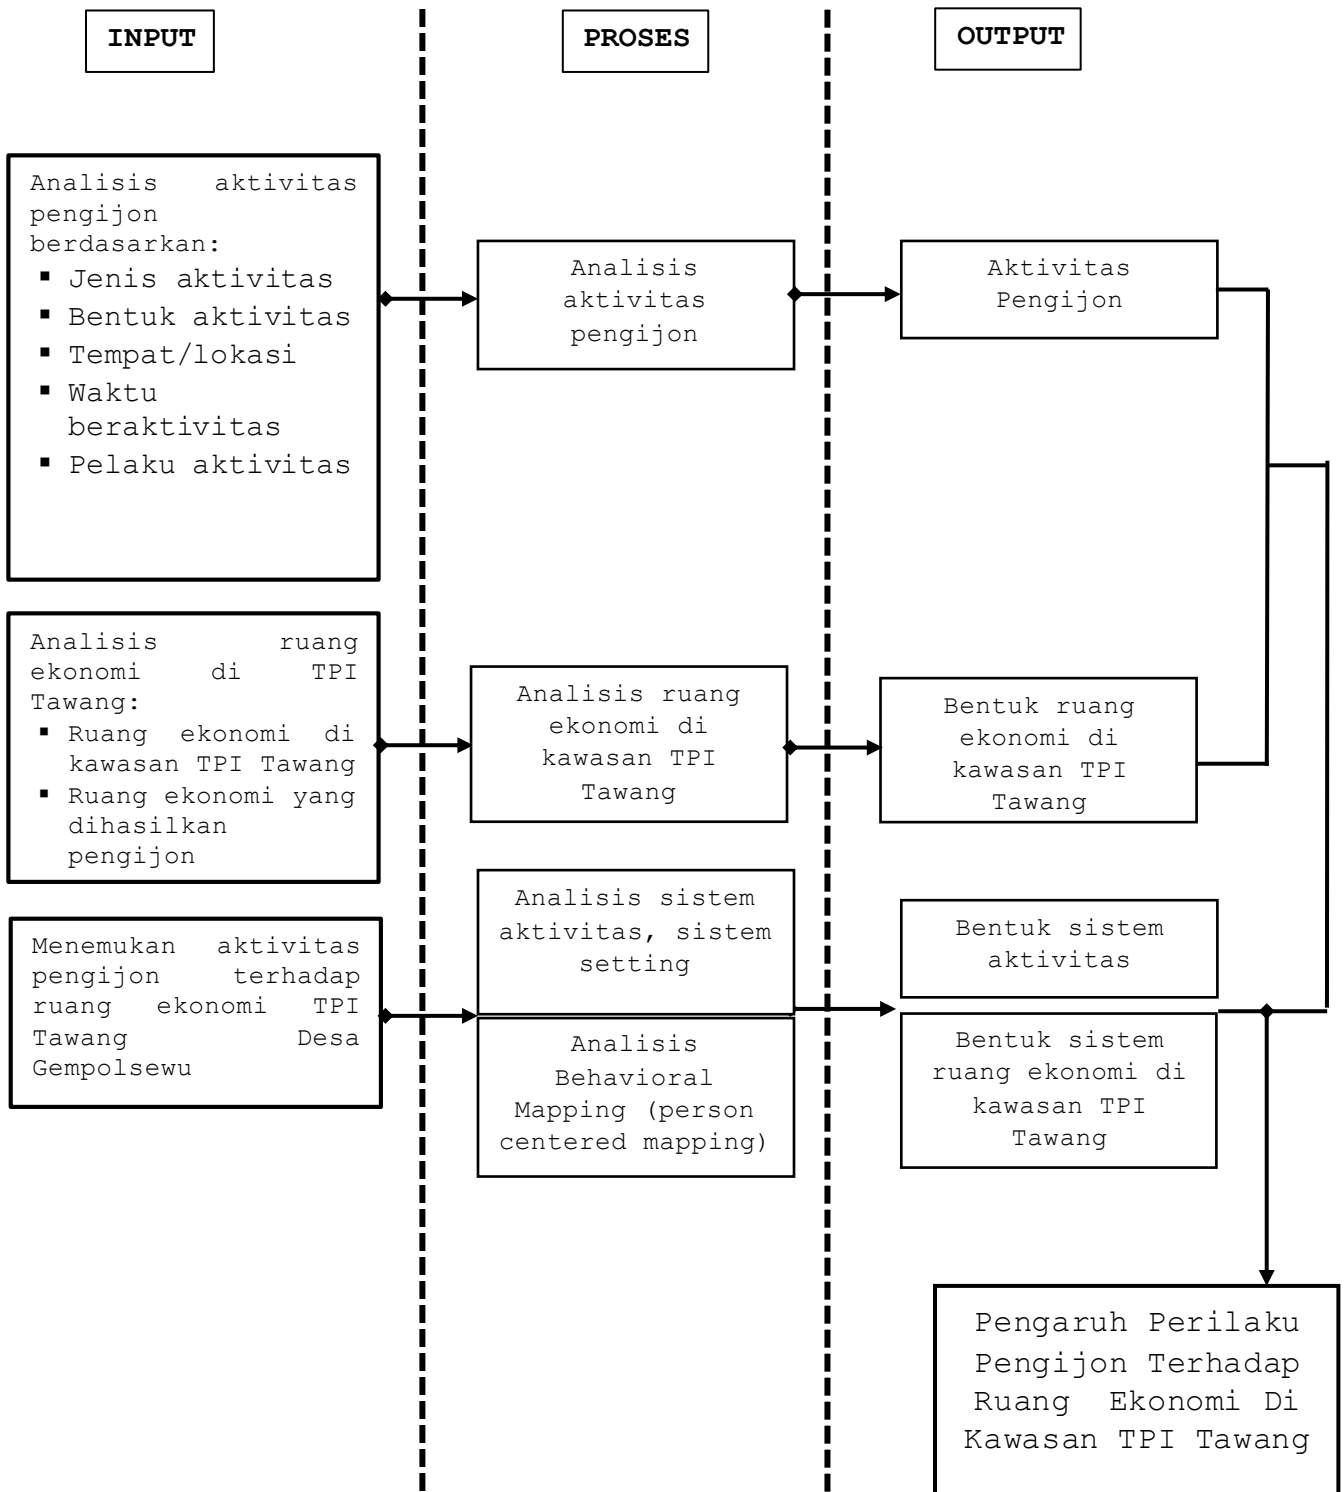 INPUT
PROSES
OUTPUT
Analisis aktivitas
pengijon
berdasarkan:
▪ Jenis aktivitas
▪ Bentuk aktivitas
▪ Tempat/lokasi
▪ Waktu
beraktivitas
▪ Pelaku aktivitas
Analisis
aktivitas
pengijon
Aktivitas
Pengijon
Analisis ruang
ekonomi di TPI
Tawang:
▪ Ruang ekonomi di
kawasan TPI Tawang
▪ Ruang ekonomi yang
dihasilkan
pengijon
Analisis ruang
ekonomi di
kawasan TPI
Tawang
Bentuk ruang
ekonomi di
kawasan TPI
Tawang
Menemukan aktivitas
pengijon terhadap
ruang ekonomi TPI
Tawang Desa
Gempolsewu
Analisis sistem
aktivitas, sistem
setting
Analisis
Behavioral
Mapping (person
centered mapping)
Bentuk sistem
aktivitas
Bentuk sistem
ruang ekonomi di
kawasan TPI
Tawang
Pengaruh Perilaku
Pengijon Terhadap
Ruang Ekonomi Di
Kawasan TPI Tawang